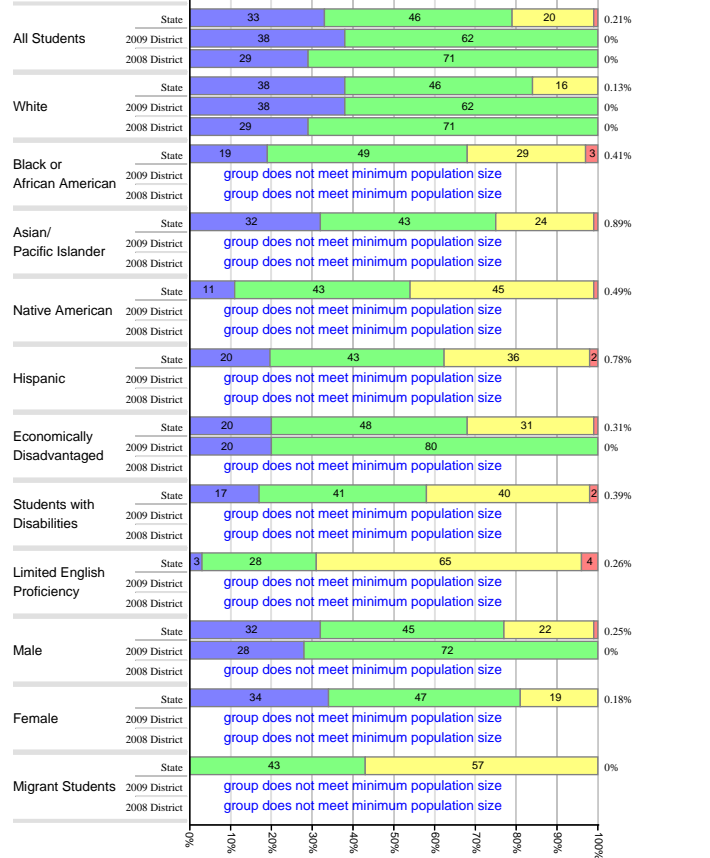 State 33 46 20 0.21%
All Students 2009 District 38 62 0%
2008 District 29 71 0%
State 38 46 16 0.13%
White 2009 District 38 62 0%
2008 District 29 71 0%
State 19 49 29 3 0.41%
Black or
African American 2009 District group does not meet minimum population size
2008 District group does not meet minimum population size
State 32 43 24 0.89%
Asian/
Pacific Islander 2009 District group does not meet minimum population size
2008 District group does not meet minimum population size
State 11 43 45 0.49%
Native American 2009 District group does not meet minimum population size
2008 District group does not meet minimum population size
State 20 43 36 2 0.78%
Hispanic 2009 District group does not meet minimum population size
2008 District group does not meet minimum population size
State 20 48 31 0.31%
Economically
Disadvantaged 2009 District 20 80 0%
2008 District group does not meet minimum population size
State 17 41 40 2 0.39%
Students with
Disabilities 2009 District group does not meet minimum population size
2008 District group does not meet minimum population size
State 3 28 65 4 0.26%
Limited English
Proficiency 2009 District group does not meet minimum population size
2008 District group does not meet minimum population size
State 32 45 22 0.25%
Male 2009 District 28 72 0%
2008 District group does not meet minimum population size
State 34 47 19 0.18%
Female 2009 District group does not meet minimum population size
2008 District group does not meet minimum population size
State 43 57 0%
Migrant Students 2009 District group does not meet minimum population size
2008 District group does not meet minimum population size
0% 10% 20% 30% 40% 50% 60% 70% 80% 90% 100%